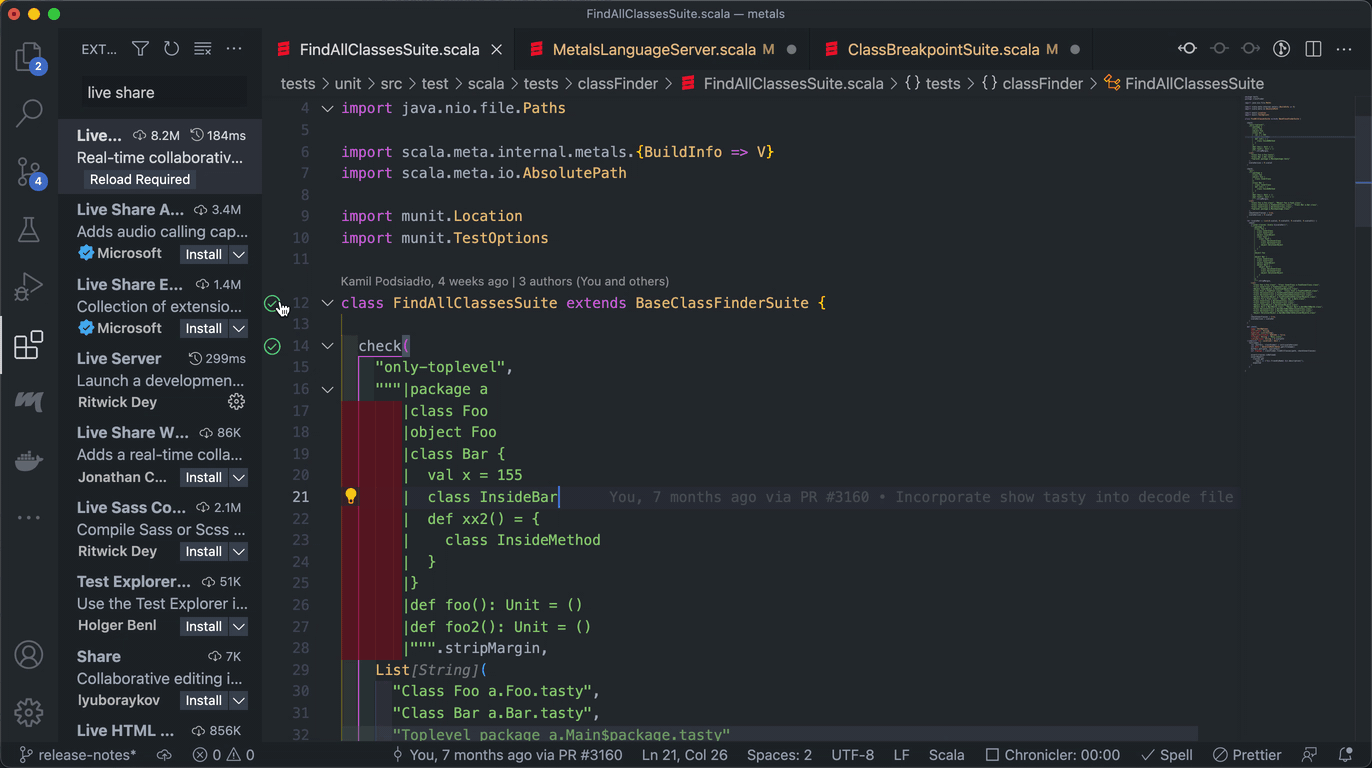 FindAllClassesSuite.scala — metals
EXT...
FindAllClassesSuite.scala
MetalsLanguageServer.scala M
ClassBreakpointSuite.scala M
2
live share
tests > unit > src > test > scala > tests > classFinder > FindAllClassesSuite.scala > {} tests > {} classFinder > FindAllClassesSuite
Live... 8.2M 184ms
Real-time collaborativ...
Reload Required
4
Live Share A... 3.4M
Adds audio calling cap...
Microsoft Install
Live Share E... 1.4M
Collection of extensio...
Microsoft Install
Live Server 299ms
Launch a developmen...
Ritwick Dey
Live Share W... 86K
Adds a real-time colla...
Jonathan C... Install
Live Sass Co... 2.1M
Compile Sass or Scss ...
Ritwick Dey Install
Test Explorer... 51K
Use the Test Explorer i...
Holger Benl Install
Share 7K
Collaborative editing i...
lyuboraykov Install
Live HTML ... 856K
4 import java.nio.file.Paths
5
6 import scala.meta.internal.metals.{BuildInfo => V}
7 import scala.meta.io.AbsolutePath
8
9 import munit.Location
10 import munit.TestOptions
11
Kamil Podsiadło, 4 weeks ago | 3 authors (You and others)
12 class FindAllClassesSuite extends BaseClassFinderSuite {
13
14 check(
15 "only-toplevel",
16 """|package a
17 |class Foo
18 |object Foo
19 |class Bar {
20 | val x = 155
21 | class InsideBar You, 7 months ago via PR #3160 • Incorporate show tasty into decode file
22 | def xx2() = {
23 | class InsideMethod
24 | }
25 |}
26 |def foo(): Unit = ()
27 |def foo2(): Unit = ()
28 |""".stripMargin,
29 List[String](
30 "Class Foo a.Foo.tasty",
31 "Class Bar a.Bar.tasty",
32 "Toplevel package a.Main$package.tasty"
release-notes* 0 0 You, 7 months ago via PR #3160 Ln 21, Col 26 Spaces: 2 UTF-8 LF Scala Chronicler: 00:00 Spell Prettier